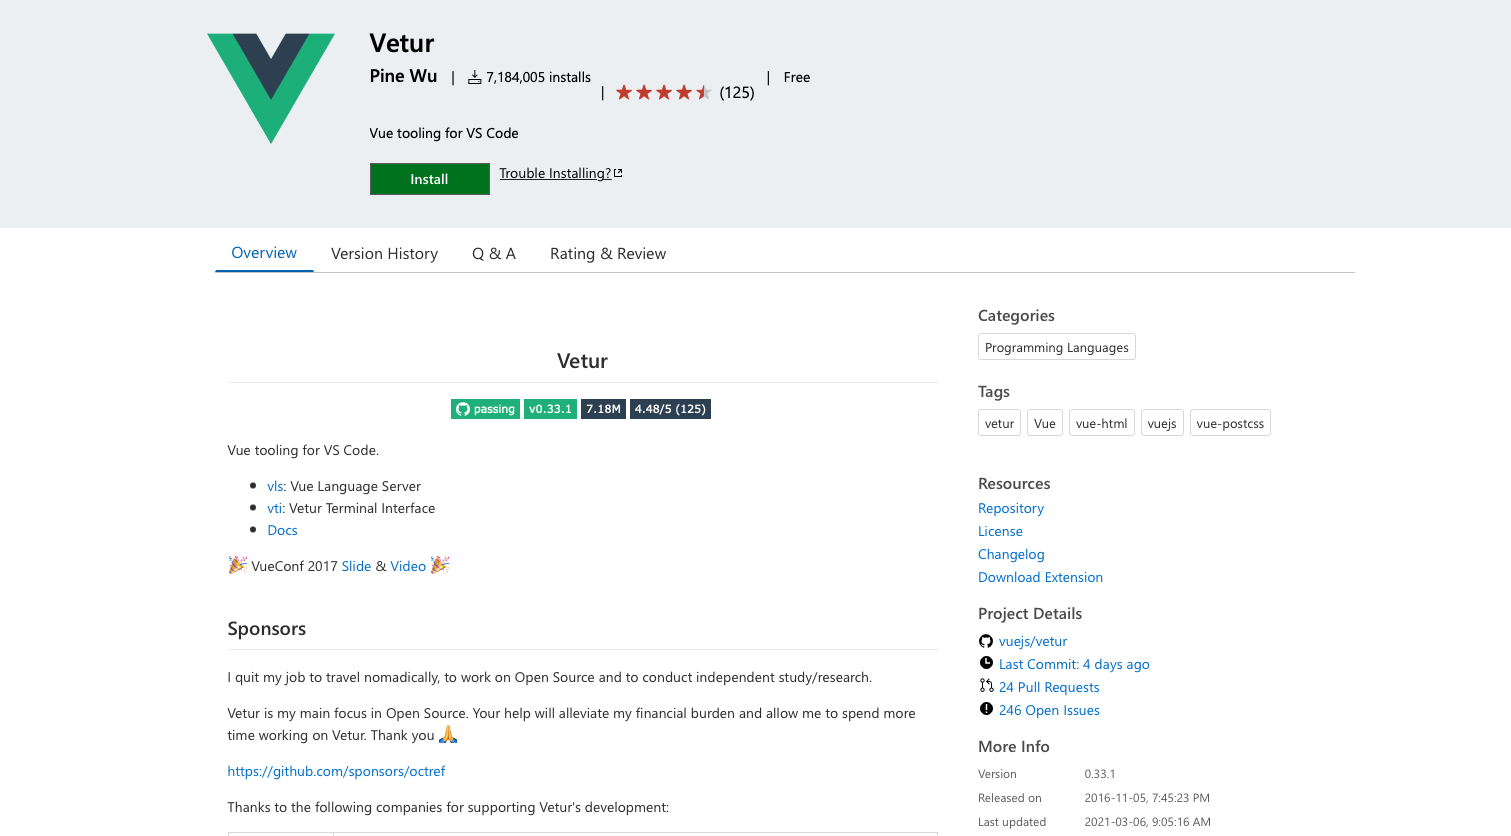 Vetur
Pine Wu | 7,184,005 installs | (125) | Free
Vue tooling for VS Code
Install Trouble Installing?
Overview Version History Q & A Rating & Review
Vetur
passing v0.33.1 7.18M 4.48/5 (125)
Vue tooling for VS Code.
vls: Vue Language Server
vti: Vetur Terminal Interface
Docs
🎉 VueConf 2017 Slide & Video 🎉
Sponsors
I quit my job to travel nomadically, to work on Open Source and to conduct independent study/research.
Vetur is my main focus in Open Source. Your help will alleviate my financial burden and allow me to spend more
time working on Vetur. Thank you 🙏
https://github.com/sponsors/octref
Thanks to the following companies for supporting Vetur's development:
Categories
Programming Languages
Tags
vetur Vue vue-html vuejs vue-postcss
Resources
Repository
License
Changelog
Download Extension
Project Details
vuejs/vetur
Last Commit: 4 days ago
24 Pull Requests
246 Open Issues
More Info
Version 0.33.1
Released on 2016-11-05, 7:45:23 PM
Last updated 2021-03-06, 9:05:16 AM